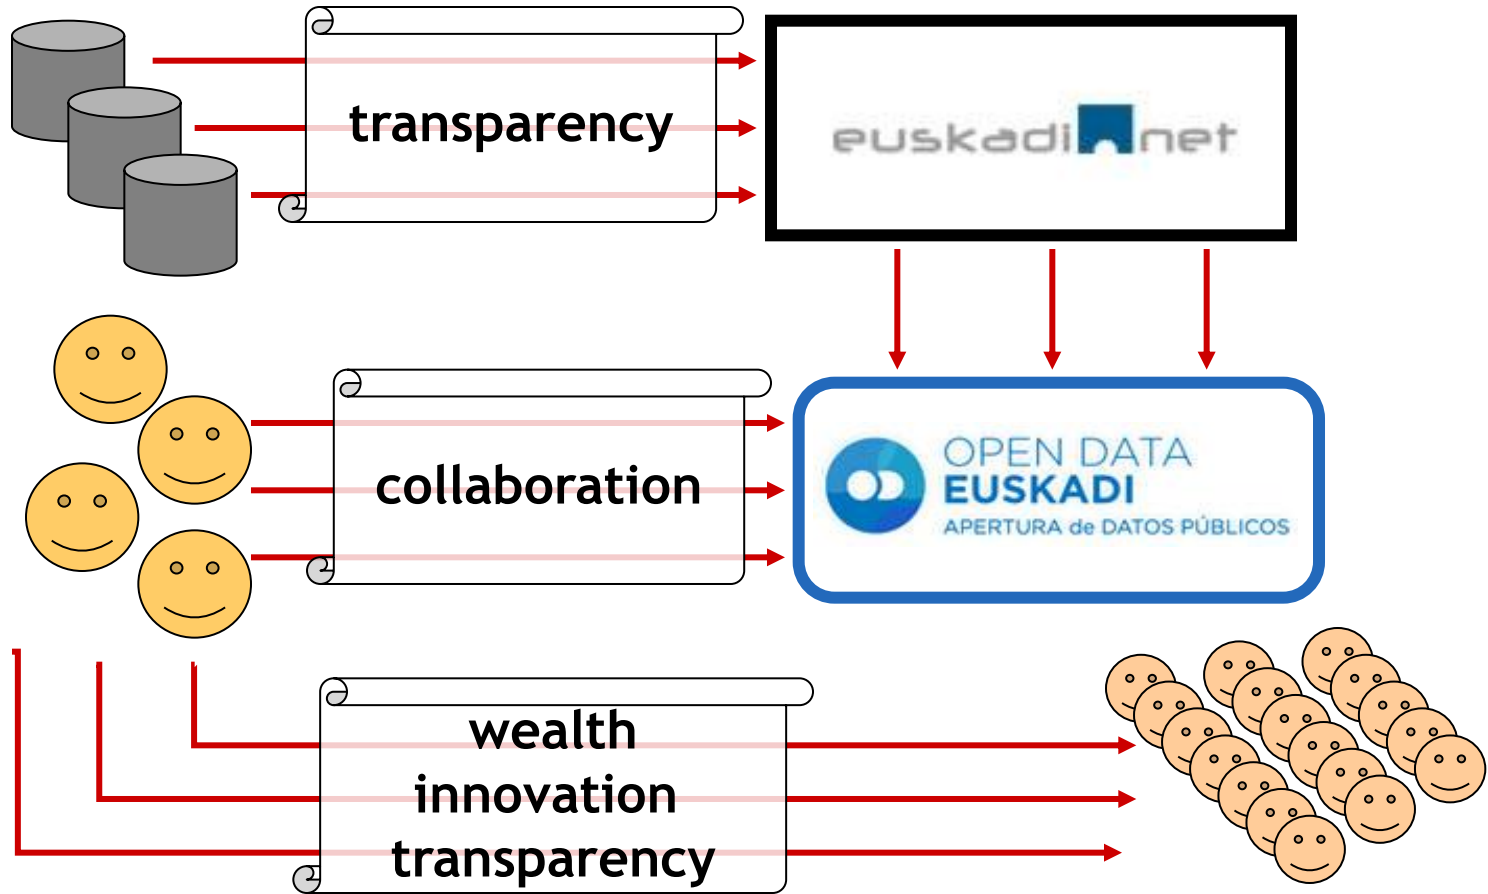 transparency
euskadi net
collaboration
OPEN DATA
EUSKADI
APERTURA de DATOS PÚBLICOS
wealth
innovation
transparency